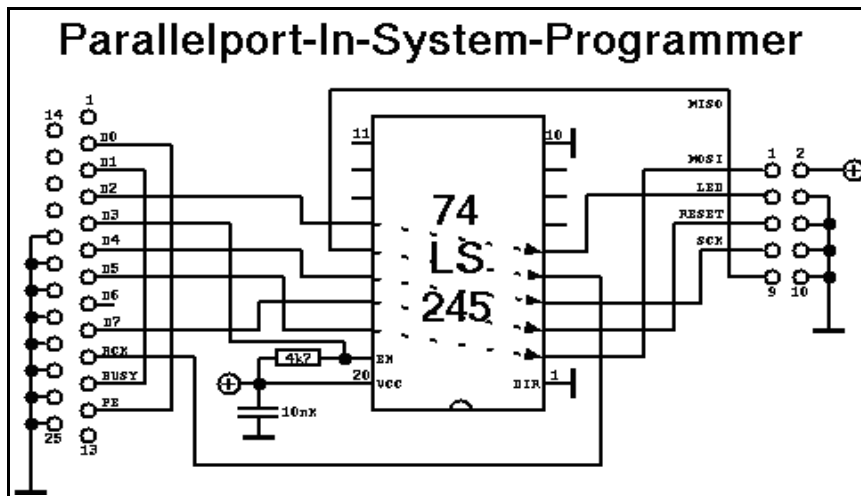 Parallelport-In-System-Programmer
1
14
D0
D1
D2
D3
D4
D5
D6
D7
ACK
BUSY
PE
25
13
11
10
74
LS
245
4k7
EN
20
VCC
10nK
DIR
1
MISO
MOSI
LED
RESET
SCK
1
2
9
10